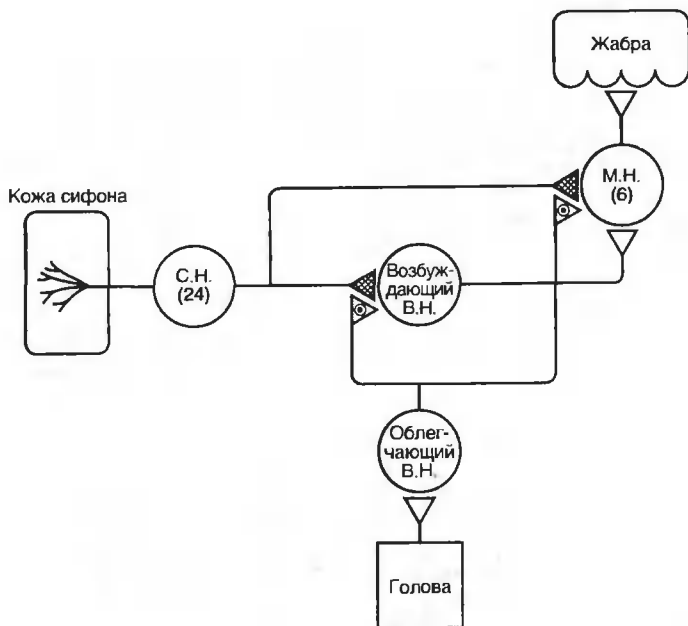 Жабра
М.Н.
(6)
Кожа сифона
С.Н.
(24)
Возбуж-
дающий
В.Н.
Облег-
чающий
В.Н.
Голова